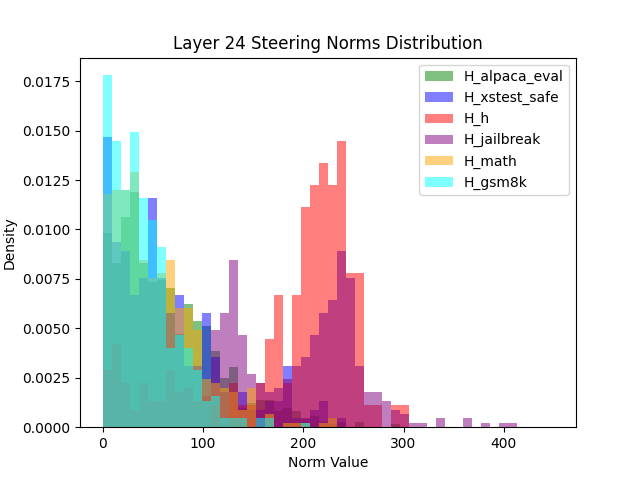 Layer 24 Steering Norms Distribution
H_alpaca_eval
H_xstest_safe
H_h
H_jailbreak
H_math
H_gsm8k
Density
0.0175
0.0150
0.0125
0.0100
0.0075
0.0050
0.0025
0.0000
0
100
200
300
400
Norm Value